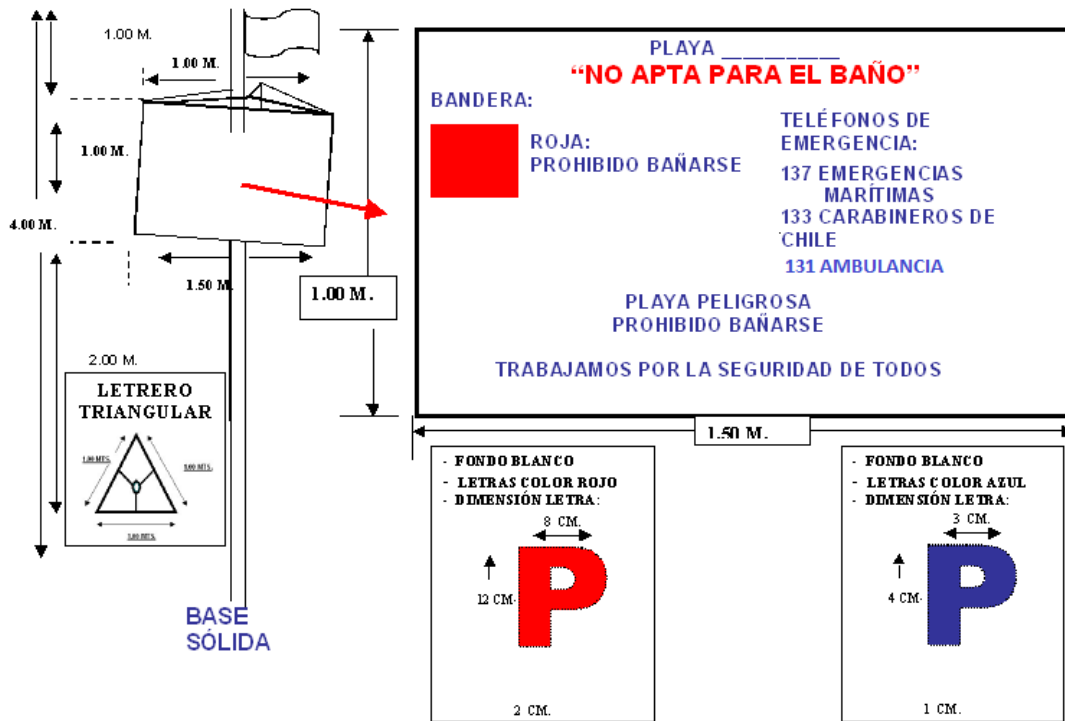 1.00 M.
1.00 M.
1.00 M.
4.00 M.
1.50 M.
2.00 M.
LETRERO
TRIANGULAR
1.00 MTS.
BASE
SÓLIDA
1.00 M.
PLAYA __________
“NO APTA PARA EL BAÑO”
BANDERA:
ROJA:
PROHIBIDO BAÑARSE
TELÉFONOS DE
EMERGENCIA:
137 EMERGENCIAS
MARÍTIMAS
133 CARABINEROS DE
CHILE
131 AMBULANCIA
PLAYA PELIGROSA
PROHIBIDO BAÑARSE
TRABAJAMOS POR LA SEGURIDAD DE TODOS
1.50 M.
- FONDO BLANCO
- LETRAS COLOR ROJO
- DIMENSIÓN LETRA:
8 CM.
12 CM.
P
2 CM.
- FONDO BLANCO
- LETRAS COLOR AZUL
- DIMENSIÓN LETRA:
3 CM.
4 CM.
P
1 CM.